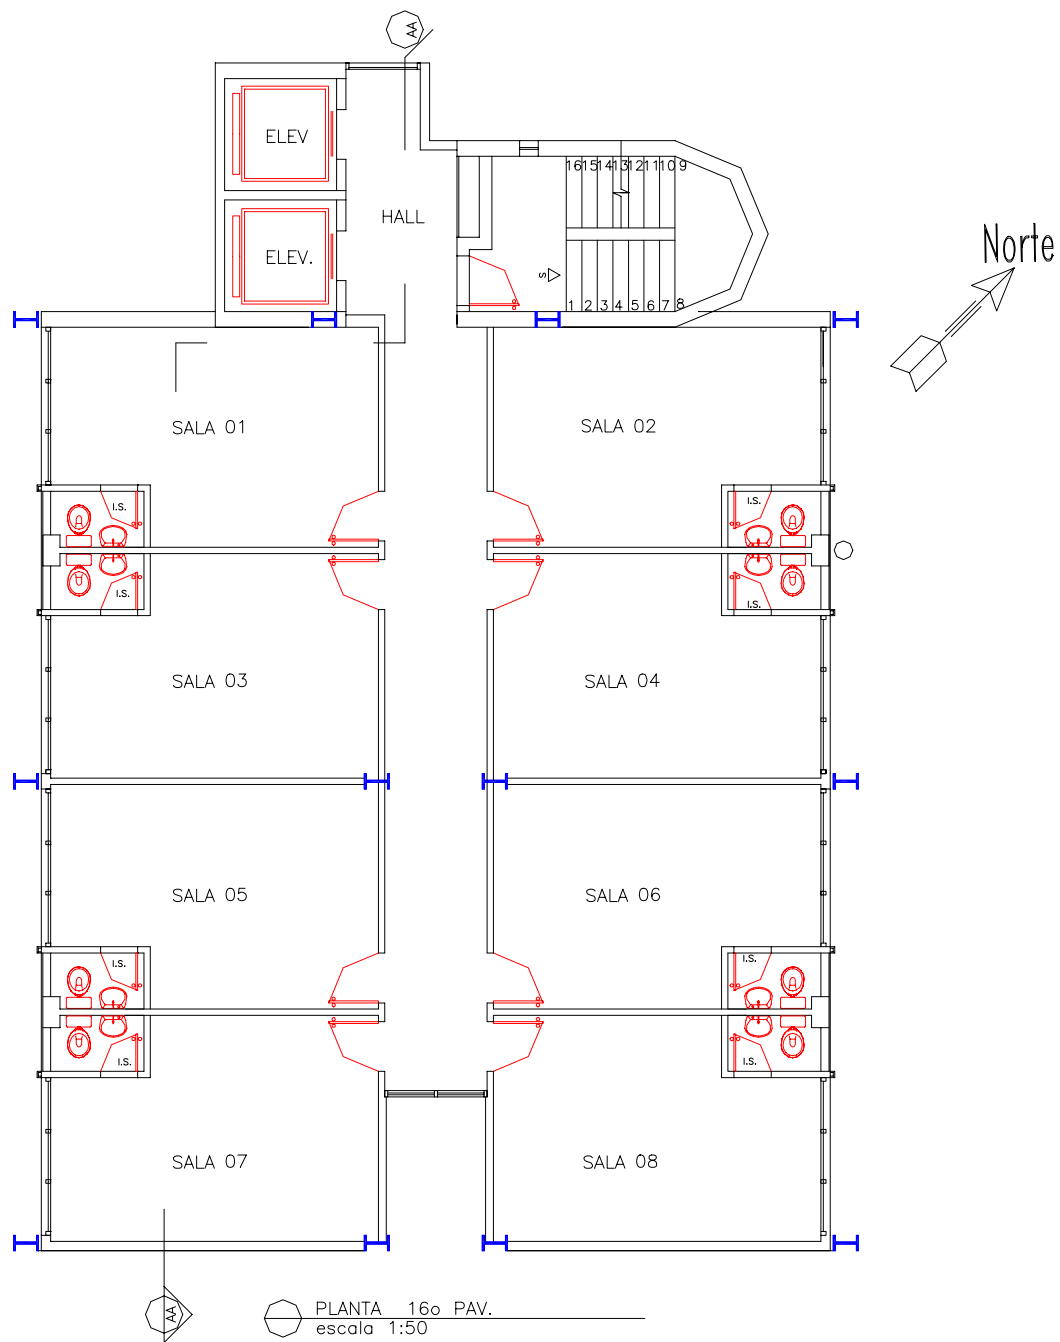 AA
ELEV
16 15 14 13 12 11 10 9
HALL
Norte
ELEV.
S
1 2 3 4 5 6 7 8
SALA 01
SALA 02
I.S.
I.S.
I.S.
I.S.
SALA 03
SALA 04
SALA 05
SALA 06
I.S.
I.S.
I.S.
I.S.
SALA 07
SALA 08
AA
PLANTA 16o PAV.
escala 1:50